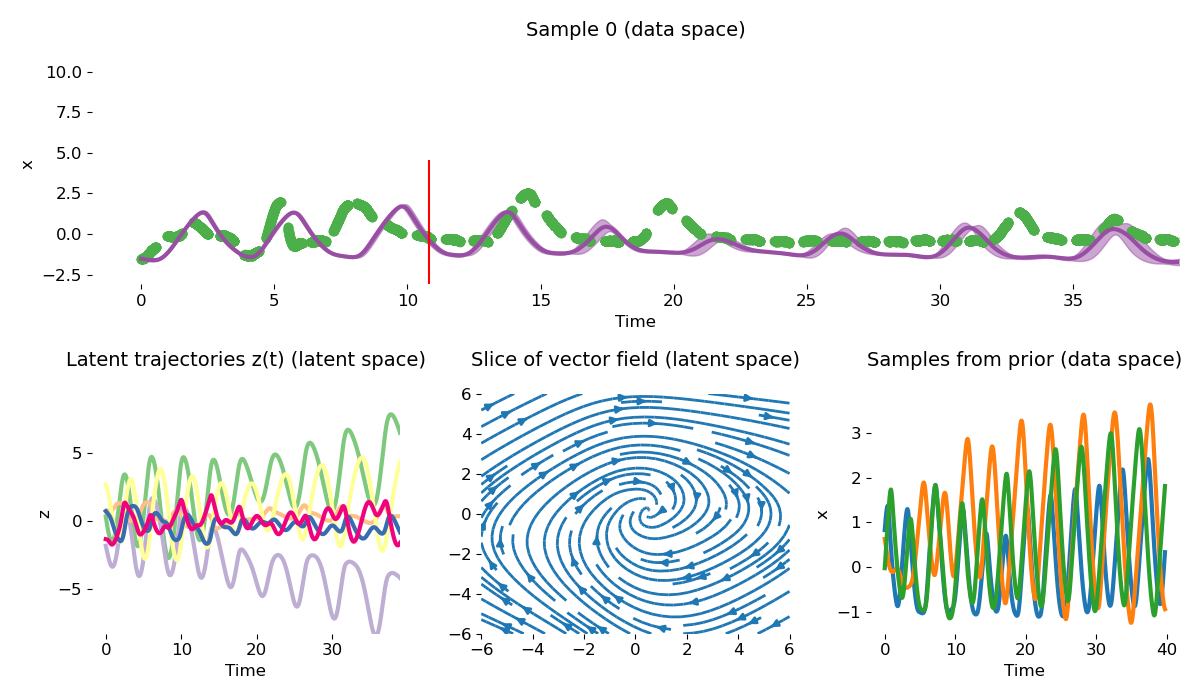 Sample 0 (data space)
10.0
7.5
5.0
2.5
0.0
−2.5
x
0 5 10 15 20 25 30 35
Time
Latent trajectories z(t) (latent space)
5
0
−5
z
0 10 20 30
Time
Slice of vector field (latent space)
6
4
2
0
−2
−4
−6
−6 −4 −2 0 2 4 6
Samples from prior (data space)
3
2
1
0
−1
x
0 10 20 30 40
Time